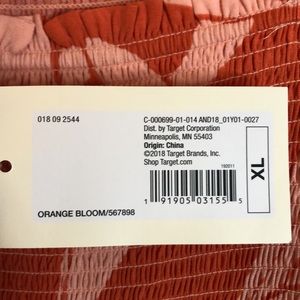 018 09 2544
C-000699-01-014 AND18_01Y01-0027
Dist. by Target Corporation
Minneapolis, MN 55403
Origin: China
©2018 Target Brands, Inc.
Shop Target.com
192011
XL
1 91905 03155 5
ORANGE BLOOM/567898